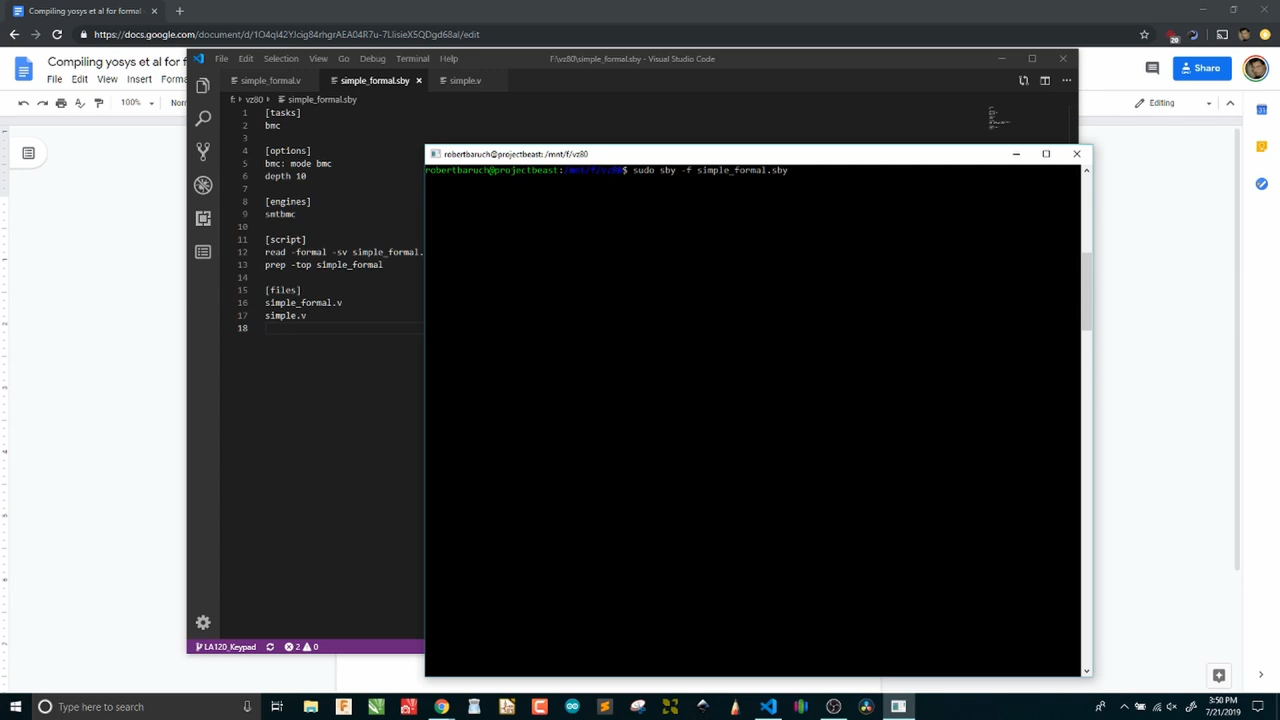 Compiling yosys et al for formal
https://docs.google.com/document/d/1O4ql42YJcig84rhgrAEA04R7u-7LlisieX5QDgd68aI/edit
20
Compiling yosys et al for f
File Edit View Insert Forma
Share
100%
Nor
Editing
File Edit Selection View Go Debug Terminal Help
F:\vz80\simple_formal.sby - Visual Studio Code
simple_formal.v simple_formal.sby simple.v
f: vz80 simple_formal.sby
1 [tasks]
2 bmc
3
4 [options]
5 bmc: mode bmc
6 depth 10
7
8 [engines]
9 smtbmc
10
11 [script]
12 read -formal -sv simple_formal.
13 prep -top simple_formal
14
15 [files]
16 simple_formal.v
17 simple.v
18
robertbaruch@projectbeast: /mnt/f/vz80
robertbaruch@projectbeast:/mnt/f/vz80$ sudo sby -f simple_formal.sby
LA120_Keypad 2 0
Type here to search
3:50 PM
7/21/2019